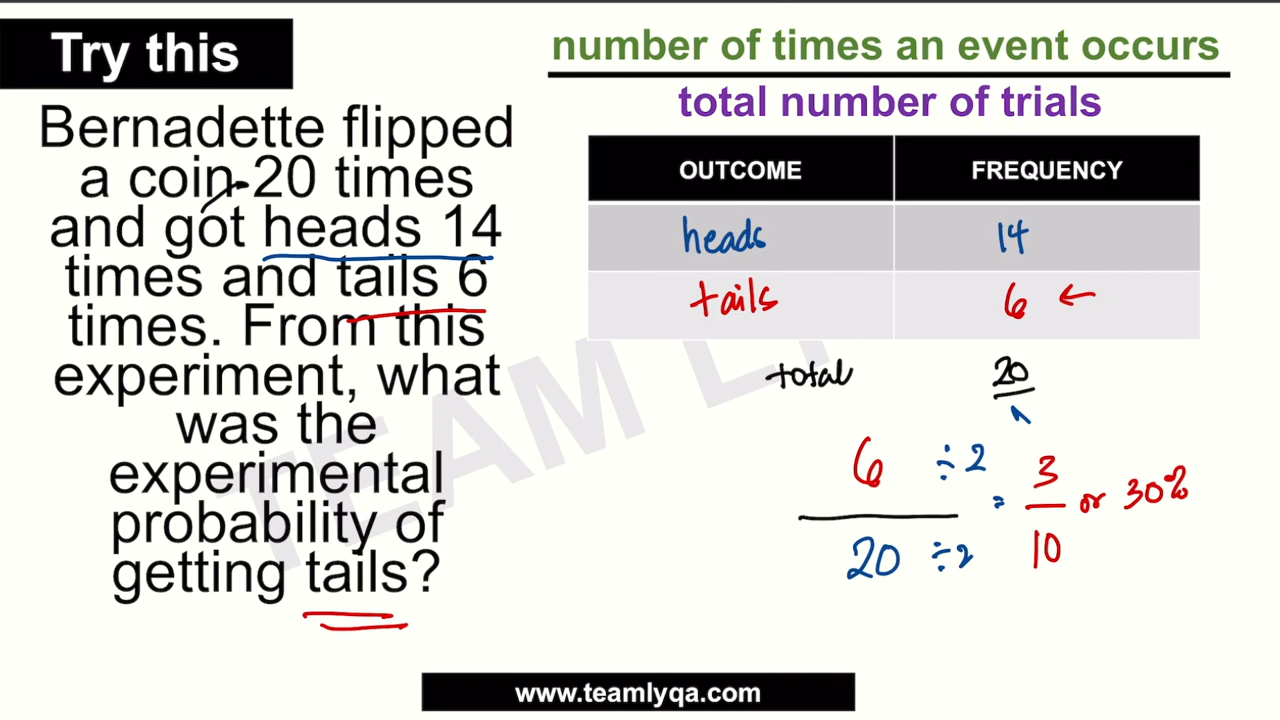 Try this
Bernadette flipped
a coin 20 times
and got heads 14
times and tails 6
times. From this
experiment, what
was the
experimental
probability of
getting tails?
number of times an event occurs
total number of trials
OUTCOME FREQUENCY
heads 14
tails 6 ←
total 20
6 ÷2
20 ÷2
= 3/10 or 30%
TEAM LY
www.teamlyqa.com